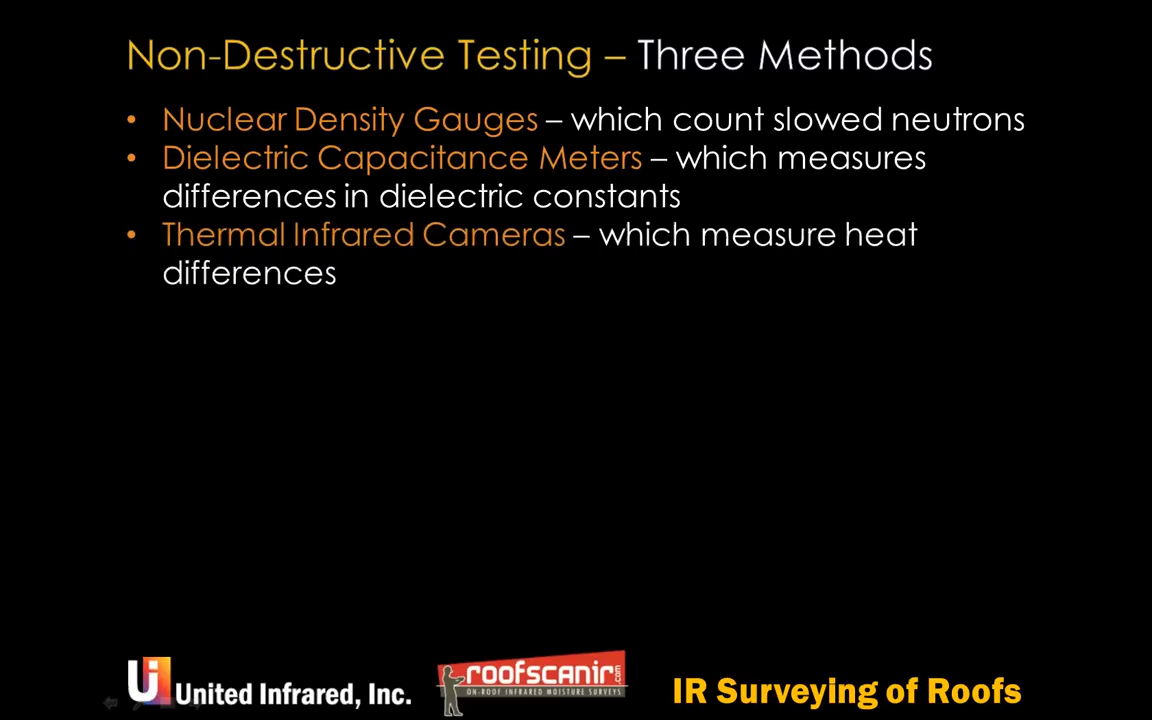 Non-Destructive Testing – Three Methods
• Nuclear Density Gauges – which count slowed neutrons
• Dielectric Capacitance Meters – which measures
differences in dielectric constants
• Thermal Infrared Cameras – which measure heat
differences
Ui United Infrared, Inc.
roofscanir.com
ON-ROOF INFRARED MOISTURE SURVEYS
IR Surveying of Roofs